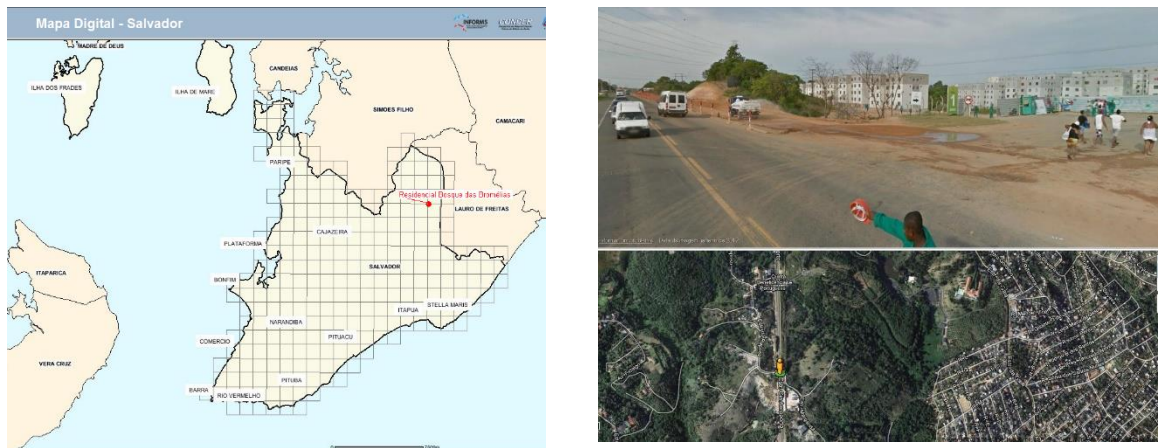 Mapa Digital - Salvador
INFORMS
CONDER
MADRE DE DEUS
ILHA DOS FRADES
ILHA DE MARE
CANDEIAS
SIMOES FILHO
CAMACARI
PARIPE
Residencial Bosque das Bromélias
LAURO DE FREITAS
CAJAZEIRA
PLATAFORMA
SALVADOR
ITAPARICA
BONFIM
STELLA MARIS
ITAPUA
NARANDIBA
PITUACU
COMERCIO
VERA CRUZ
PITUBA
BARRA
RIO VERMELHO